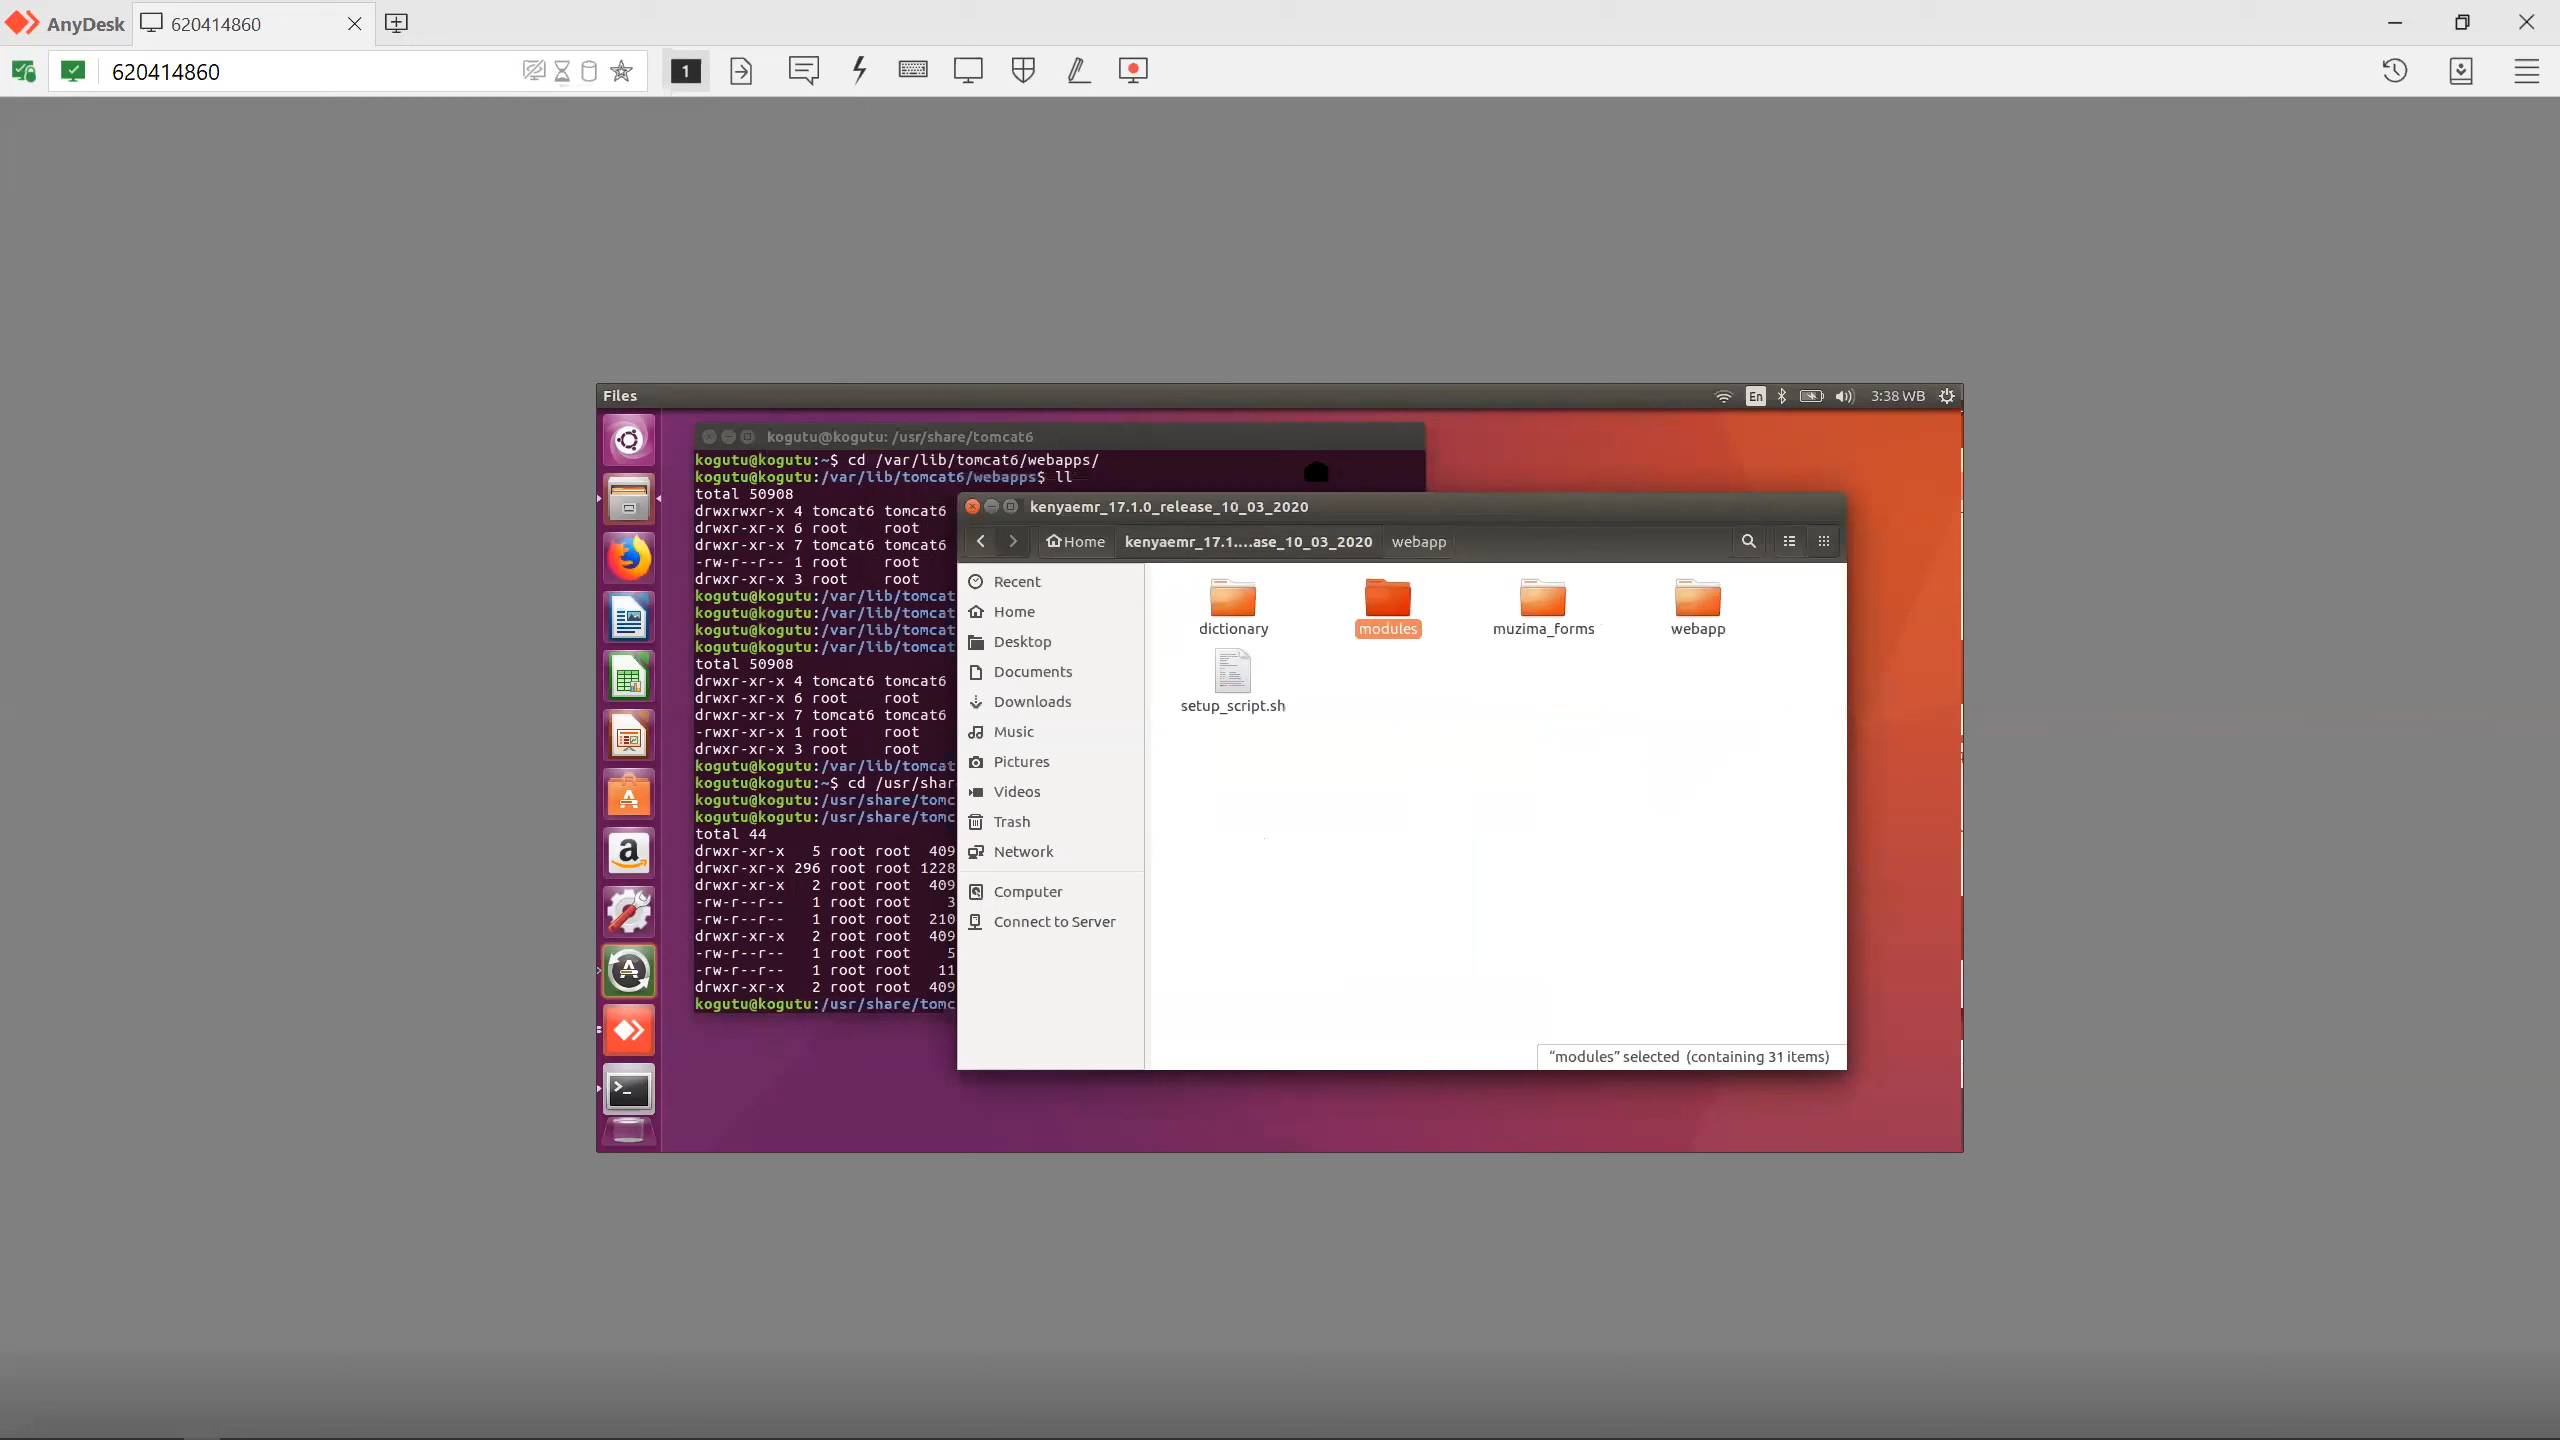 AnyDesk
620414860
620414860
1
Files
En
3:38 WB
kogutu@kogutu: /usr/share/tomcat6
kogutu@kogutu:~$ cd /var/lib/tomcat6/webapps/
kogutu@kogutu:/var/lib/tomcat6/webapps$ ll
total 50908
drwxrwxr-x 4 tomcat6 tomcat6
drwxr-xr-x 6 root root
drwxr-xr-x 7 tomcat6 tomcat6
-rw-r--r-- 1 root root
drwxr-xr-x 3 root root
kogutu@kogutu:/var/lib/tomcat
kogutu@kogutu:/var/lib/tomcat
kogutu@kogutu:/var/lib/tomcat
kogutu@kogutu:/var/lib/tomcat
total 50908
drwxr-xr-x 4 tomcat6 tomcat6
drwxr-xr-x 6 root root
drwxr-xr-x 7 tomcat6 tomcat6
-rwxr-xr-x 1 root root
drwxr-xr-x 3 root root
kogutu@kogutu:/var/lib/tomcat
kogutu@kogutu:~$ cd /usr/shar
kogutu@kogutu:/usr/share/tomc
kogutu@kogutu:/usr/share/tomc
total 44
drwxr-xr-x 5 root root 409
drwxr-xr-x 296 root root 1228
drwxr-xr-x 2 root root 409
-rw-r--r-- 1 root root 3
-rw-r--r-- 1 root root 210
drwxr-xr-x 2 root root 409
-rw-r--r-- 1 root root 5
-rw-r--r-- 1 root root 11
drwxr-xr-x 2 root root 409
kogutu@kogutu:/usr/share/tomc
kenyaemr_17.1.0_release_10_03_2020
Home
kenyaemr_17.1....ase_10_03_2020
webapp
Recent
Home
Desktop
Documents
Downloads
Music
Pictures
Videos
Trash
Network
Computer
Connect to Server
dictionary
modules
muzima_forms
webapp
setup_script.sh
“modules” selected (containing 31 items)